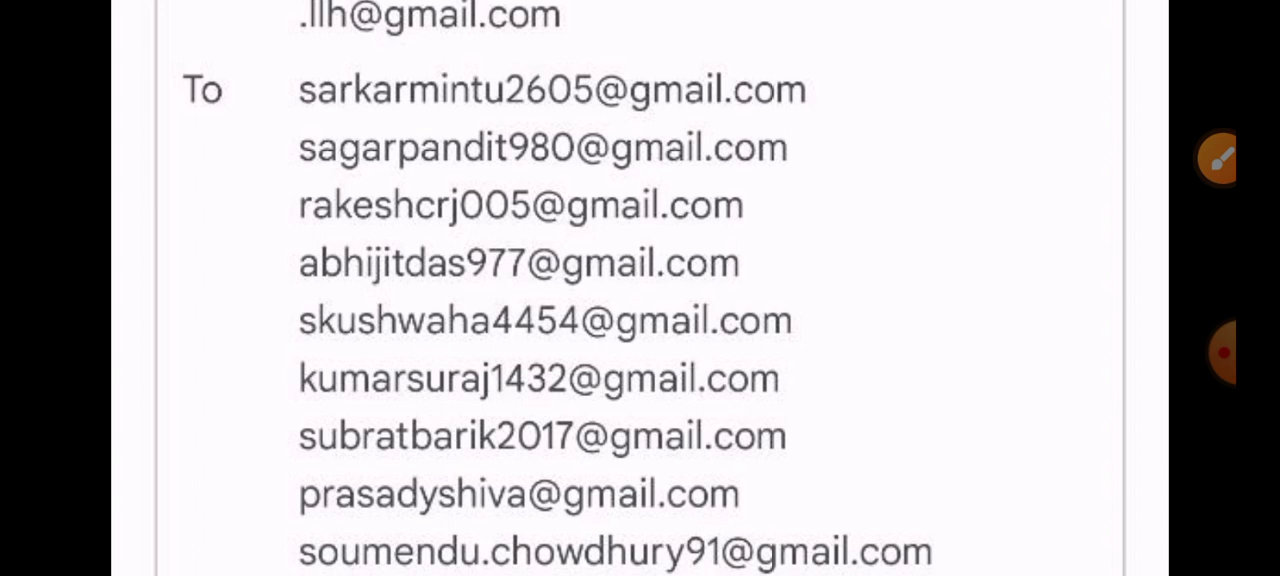 .llh@gmail.com
To sarkarmintu2605@gmail.com
sagarpandit980@gmail.com
rakeshcrj005@gmail.com
abhijitdas977@gmail.com
skushwaha4454@gmail.com
kumarsuraj1432@gmail.com
subratbarik2017@gmail.com
prasadyshiva@gmail.com
soumendu.chowdhury91@gmail.com